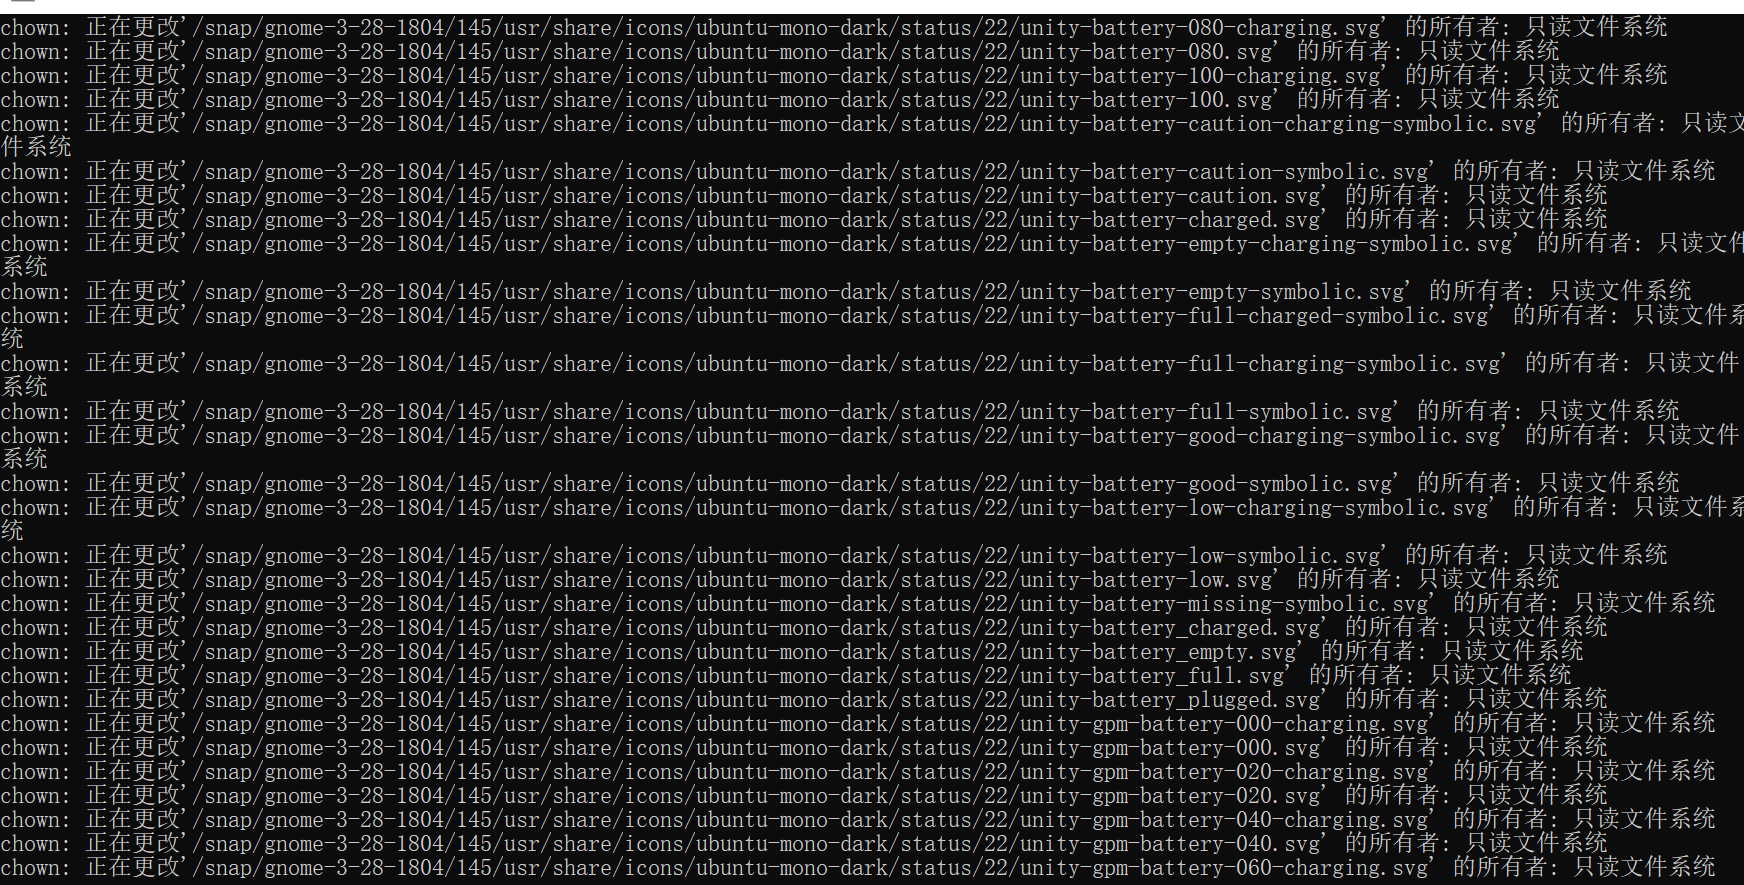 chown: 正在更改'/snap/gnome-3-28-1804/145/usr/share/icons/ubuntu-mono-dark/status/22/unity-battery-080-charging.svg' 的所有者: 只读文件系统
chown: 正在更改'/snap/gnome-3-28-1804/145/usr/share/icons/ubuntu-mono-dark/status/22/unity-battery-080.svg' 的所有者: 只读文件系统
chown: 正在更改'/snap/gnome-3-28-1804/145/usr/share/icons/ubuntu-mono-dark/status/22/unity-battery-100-charging.svg' 的所有者: 只读文件系统
chown: 正在更改'/snap/gnome-3-28-1804/145/usr/share/icons/ubuntu-mono-dark/status/22/unity-battery-100.svg' 的所有者: 只读文件系统
chown: 正在更改'/snap/gnome-3-28-1804/145/usr/share/icons/ubuntu-mono-dark/status/22/unity-battery-caution-charging-symbolic.svg' 的所有者: 只读文
件系统
chown: 正在更改'/snap/gnome-3-28-1804/145/usr/share/icons/ubuntu-mono-dark/status/22/unity-battery-caution-symbolic.svg' 的所有者: 只读文件系统
chown: 正在更改'/snap/gnome-3-28-1804/145/usr/share/icons/ubuntu-mono-dark/status/22/unity-battery-caution.svg' 的所有者: 只读文件系统
chown: 正在更改'/snap/gnome-3-28-1804/145/usr/share/icons/ubuntu-mono-dark/status/22/unity-battery-charged.svg' 的所有者: 只读文件系统
chown: 正在更改'/snap/gnome-3-28-1804/145/usr/share/icons/ubuntu-mono-dark/status/22/unity-battery-empty-charging-symbolic.svg' 的所有者: 只读文件
系统
chown: 正在更改'/snap/gnome-3-28-1804/145/usr/share/icons/ubuntu-mono-dark/status/22/unity-battery-empty-symbolic.svg' 的所有者: 只读文件系统
chown: 正在更改'/snap/gnome-3-28-1804/145/usr/share/icons/ubuntu-mono-dark/status/22/unity-battery-full-charged-symbolic.svg' 的所有者: 只读文件系
统
chown: 正在更改'/snap/gnome-3-28-1804/145/usr/share/icons/ubuntu-mono-dark/status/22/unity-battery-full-charging-symbolic.svg' 的所有者: 只读文件
系统
chown: 正在更改'/snap/gnome-3-28-1804/145/usr/share/icons/ubuntu-mono-dark/status/22/unity-battery-full-symbolic.svg' 的所有者: 只读文件系统
chown: 正在更改'/snap/gnome-3-28-1804/145/usr/share/icons/ubuntu-mono-dark/status/22/unity-battery-good-charging-symbolic.svg' 的所有者: 只读文件
系统
chown: 正在更改'/snap/gnome-3-28-1804/145/usr/share/icons/ubuntu-mono-dark/status/22/unity-battery-good-symbolic.svg' 的所有者: 只读文件系统
chown: 正在更改'/snap/gnome-3-28-1804/145/usr/share/icons/ubuntu-mono-dark/status/22/unity-battery-low-charging-symbolic.svg' 的所有者: 只读文件系
统
chown: 正在更改'/snap/gnome-3-28-1804/145/usr/share/icons/ubuntu-mono-dark/status/22/unity-battery-low-symbolic.svg' 的所有者: 只读文件系统
chown: 正在更改'/snap/gnome-3-28-1804/145/usr/share/icons/ubuntu-mono-dark/status/22/unity-battery-low.svg' 的所有者: 只读文件系统
chown: 正在更改'/snap/gnome-3-28-1804/145/usr/share/icons/ubuntu-mono-dark/status/22/unity-battery-missing-symbolic.svg' 的所有者: 只读文件系统
chown: 正在更改'/snap/gnome-3-28-1804/145/usr/share/icons/ubuntu-mono-dark/status/22/unity-battery_charged.svg' 的所有者: 只读文件系统
chown: 正在更改'/snap/gnome-3-28-1804/145/usr/share/icons/ubuntu-mono-dark/status/22/unity-battery_empty.svg' 的所有者: 只读文件系统
chown: 正在更改'/snap/gnome-3-28-1804/145/usr/share/icons/ubuntu-mono-dark/status/22/unity-battery_full.svg' 的所有者: 只读文件系统
chown: 正在更改'/snap/gnome-3-28-1804/145/usr/share/icons/ubuntu-mono-dark/status/22/unity-battery_plugged.svg' 的所有者: 只读文件系统
chown: 正在更改'/snap/gnome-3-28-1804/145/usr/share/icons/ubuntu-mono-dark/status/22/unity-gpm-battery-000-charging.svg' 的所有者: 只读文件系统
chown: 正在更改'/snap/gnome-3-28-1804/145/usr/share/icons/ubuntu-mono-dark/status/22/unity-gpm-battery-000.svg' 的所有者: 只读文件系统
chown: 正在更改'/snap/gnome-3-28-1804/145/usr/share/icons/ubuntu-mono-dark/status/22/unity-gpm-battery-020-charging.svg' 的所有者: 只读文件系统
chown: 正在更改'/snap/gnome-3-28-1804/145/usr/share/icons/ubuntu-mono-dark/status/22/unity-gpm-battery-020.svg' 的所有者: 只读文件系统
chown: 正在更改'/snap/gnome-3-28-1804/145/usr/share/icons/ubuntu-mono-dark/status/22/unity-gpm-battery-040-charging.svg' 的所有者: 只读文件系统
chown: 正在更改'/snap/gnome-3-28-1804/145/usr/share/icons/ubuntu-mono-dark/status/22/unity-gpm-battery-040.svg' 的所有者: 只读文件系统
chown: 正在更改'/snap/gnome-3-28-1804/145/usr/share/icons/ubuntu-mono-dark/status/22/unity-gpm-battery-060-charging.svg' 的所有者: 只读文件系统